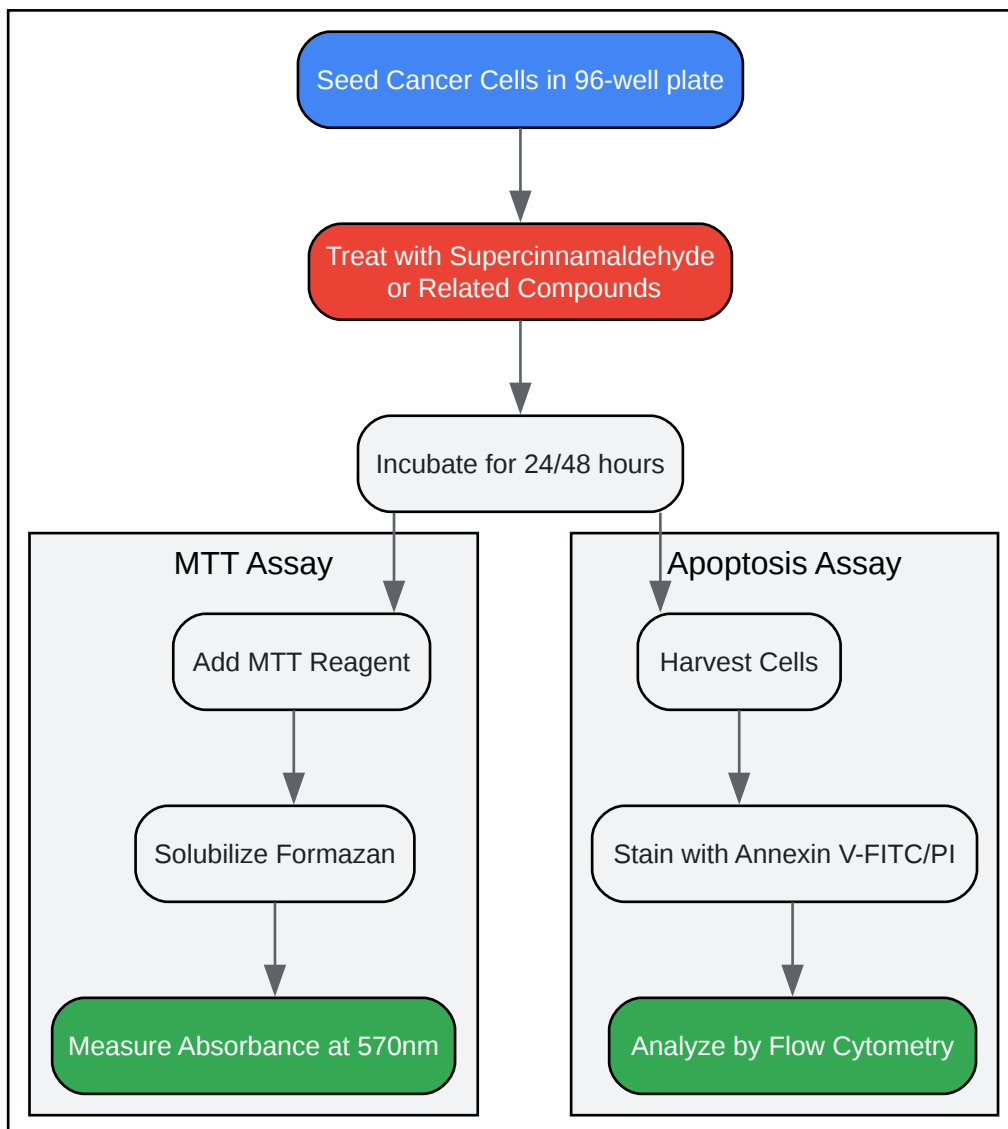 Seed Cancer Cells in 96-well plate
Treat with Supercinnamaldehyde
or Related Compounds
Incubate for 24/48 hours
MTT Assay
Add MTT Reagent
Solubilize Formazan
Measure Absorbance at 570nm
Apoptosis Assay
Harvest Cells
Stain with Annexin V-FITC/PI
Analyze by Flow Cytometry